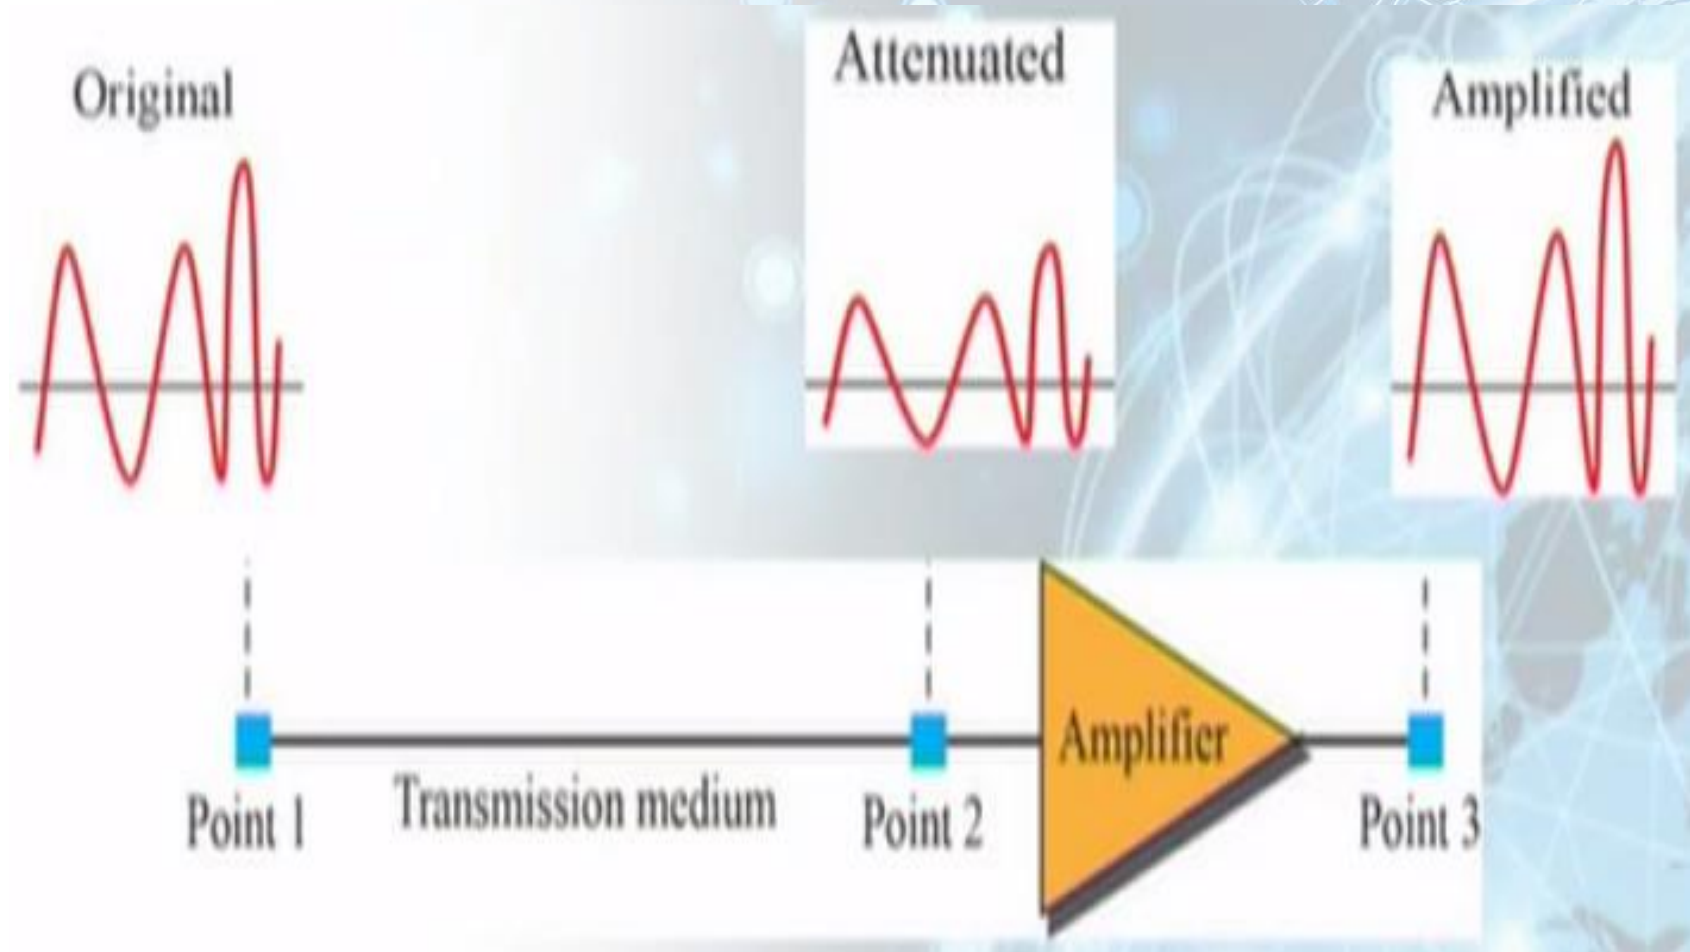 Original
Attenuated
Amplified
Amplifier
Point 1
Transmission medium
Point 2
Point 3